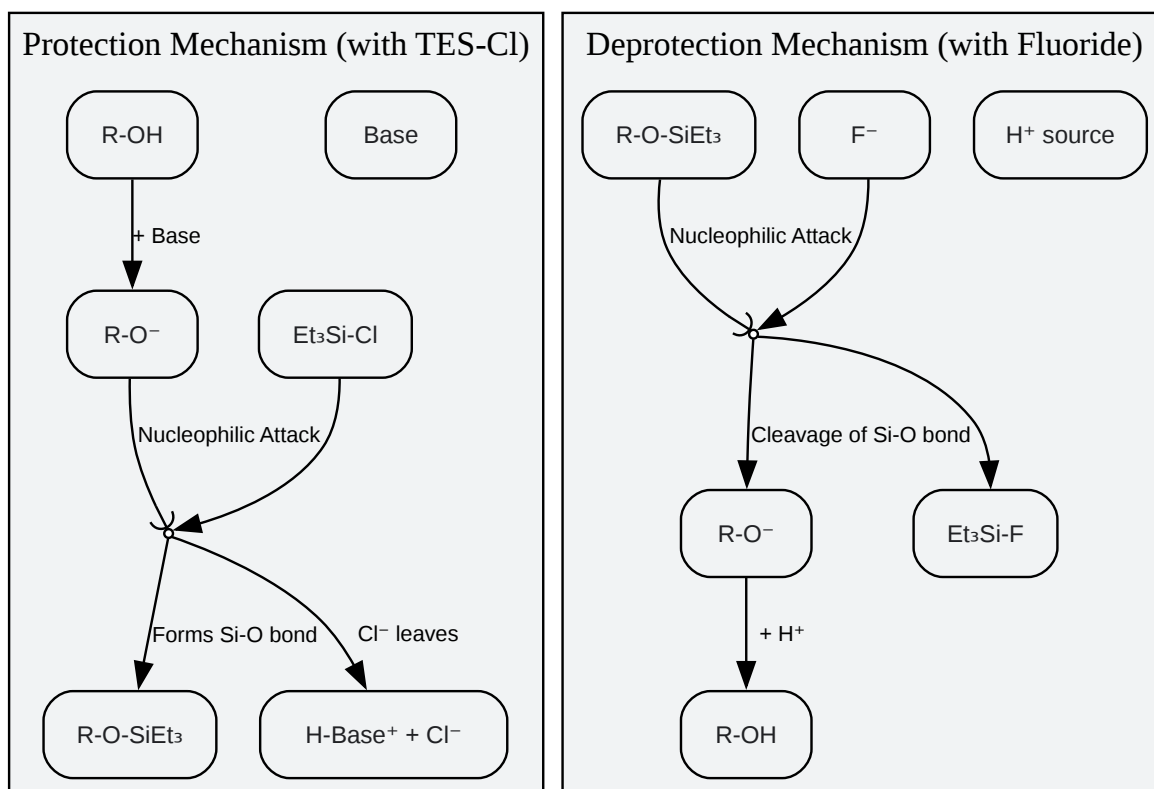 Protection Mechanism (with TES-Cl)
R-OH
Base
+ Base
R-O⁻
Et₃Si-Cl
Nucleophilic Attack
Forms Si-O bond
Cl⁻ leaves
R-O-SiEt₃
H-Base⁺ + Cl⁻
Deprotection Mechanism (with Fluoride)
R-O-SiEt₃
F⁻
H⁺ source
Nucleophilic Attack
Cleavage of Si-O bond
R-O⁻
Et₃Si-F
+ H⁺
R-OH